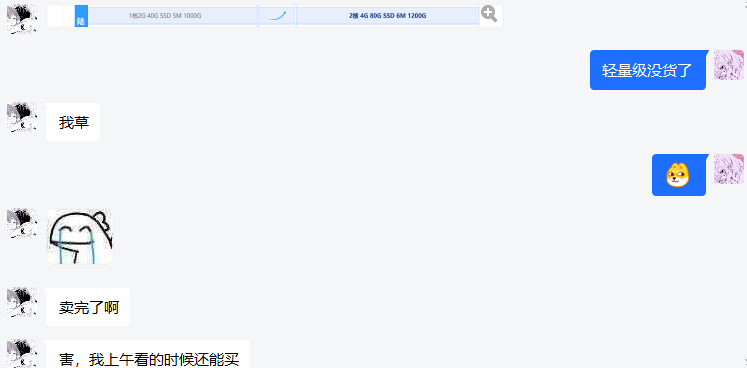 陆
1核2G 40G SSD 5M 1000G
2核 4G 80G SSD 6M 1200G
轻量级没货了
我草
卖完了啊
害，我上午看的时候还能买